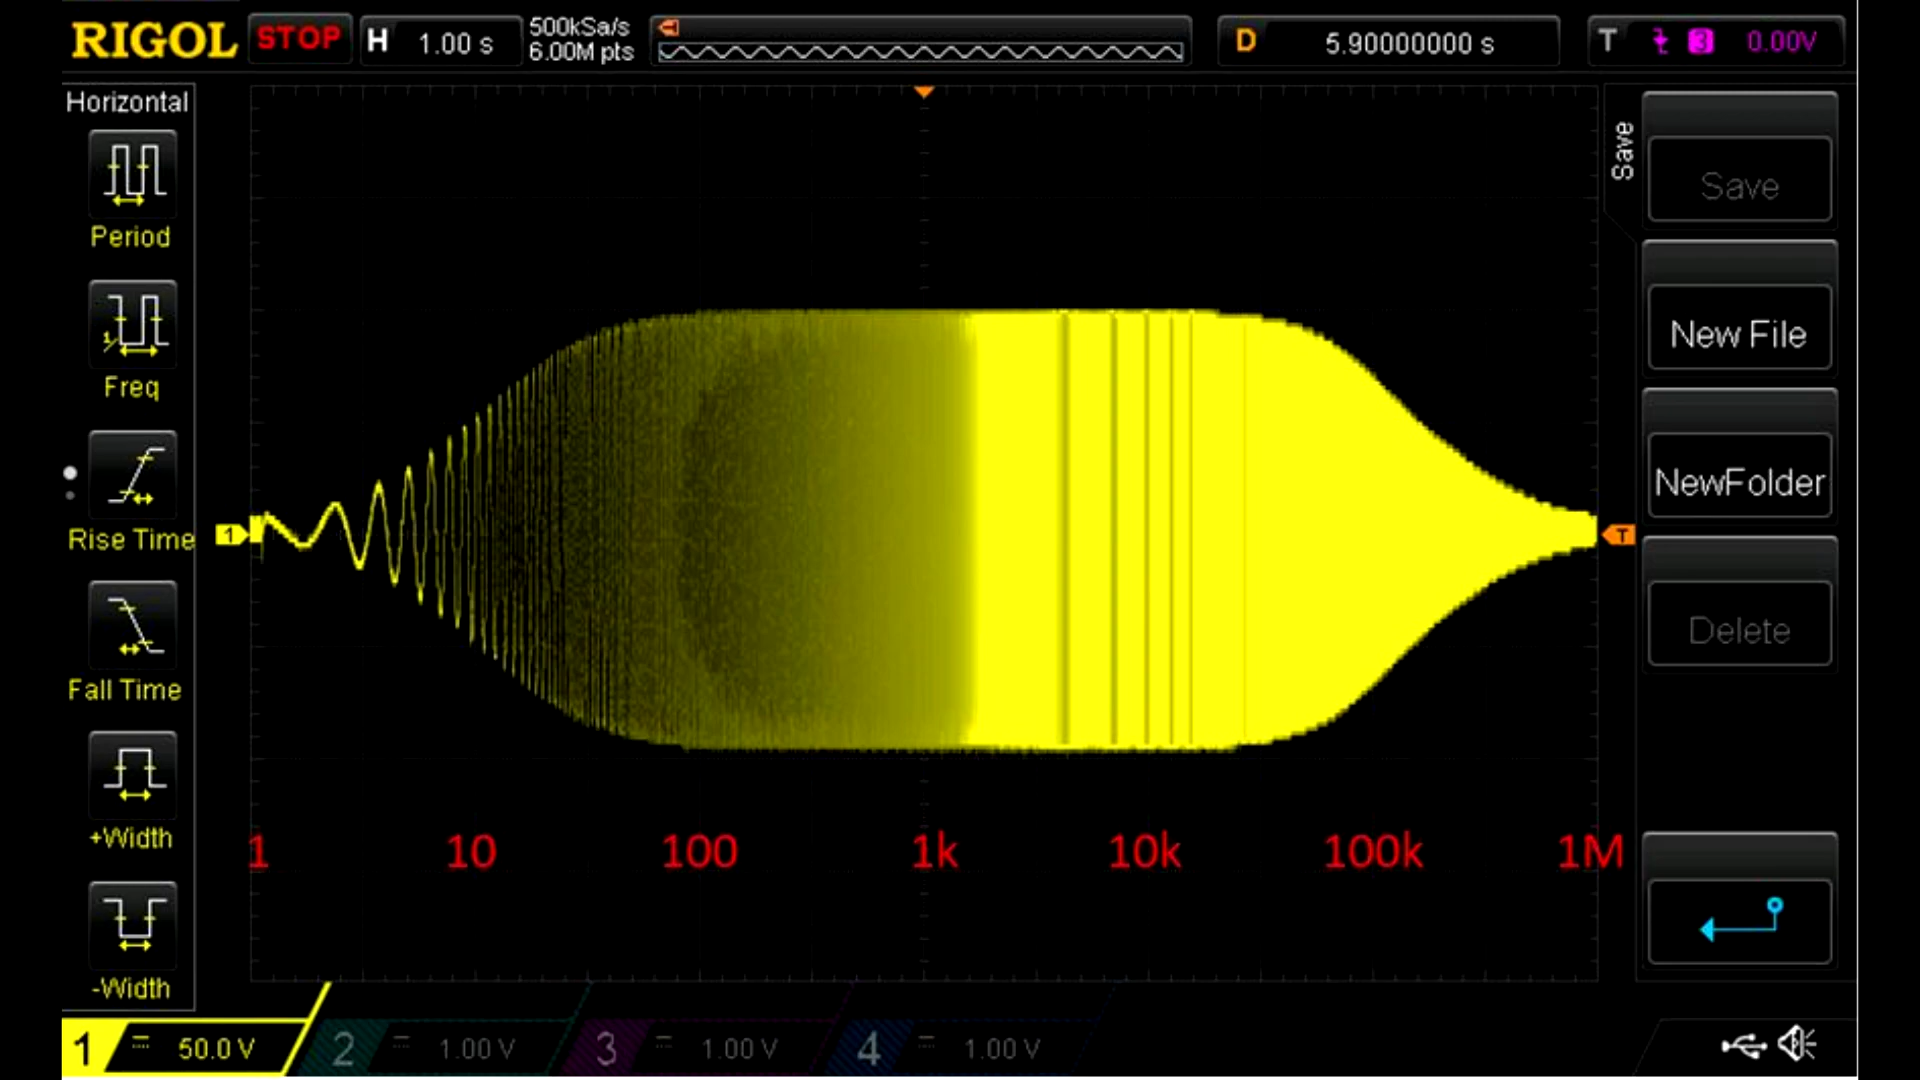 RIGOL STOP H 1.00 s 500kSa/s D 5.90000000 s T 3 0.00V
6.00M pts
Horizontal
Period
Freq
Rise Time
Fall Time
+Width
-Width
1
T
Save
Save
New File
NewFolder
Delete
1 10 100 1k 10k 100k 1M
1 50.0 V 2 1.00 V 3 1.00 V 4 1.00 V